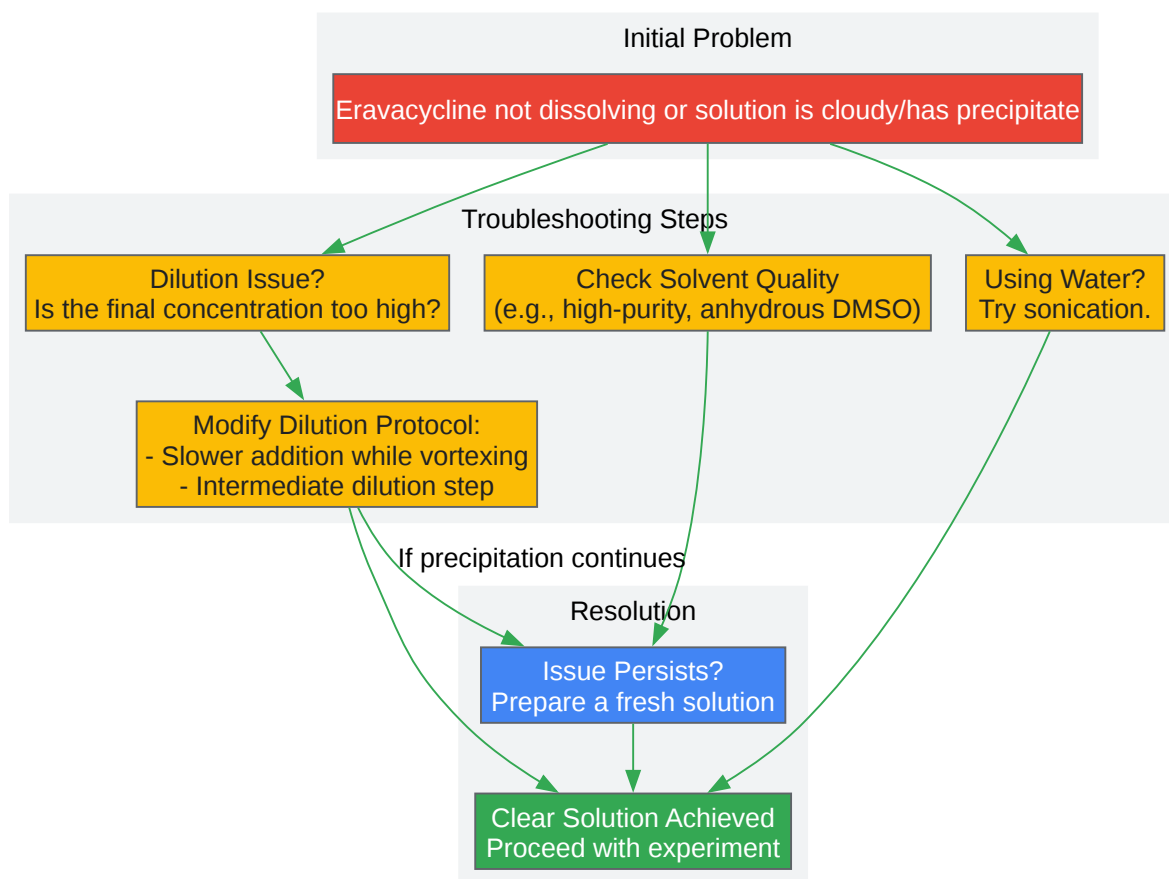 Initial Problem
Eravacycline not dissolving or solution is cloudy/has precipitate
Troubleshooting Steps
Dilution Issue?
Is the final concentration too high?
Check Solvent Quality
(e.g., high-purity, anhydrous DMSO)
Using Water?
Try sonication.
Modify Dilution Protocol:
- Slower addition while vortexing
- Intermediate dilution step
If precipitation continues
Resolution
Issue Persists?
Prepare a fresh solution
Clear Solution Achieved
Proceed with experiment